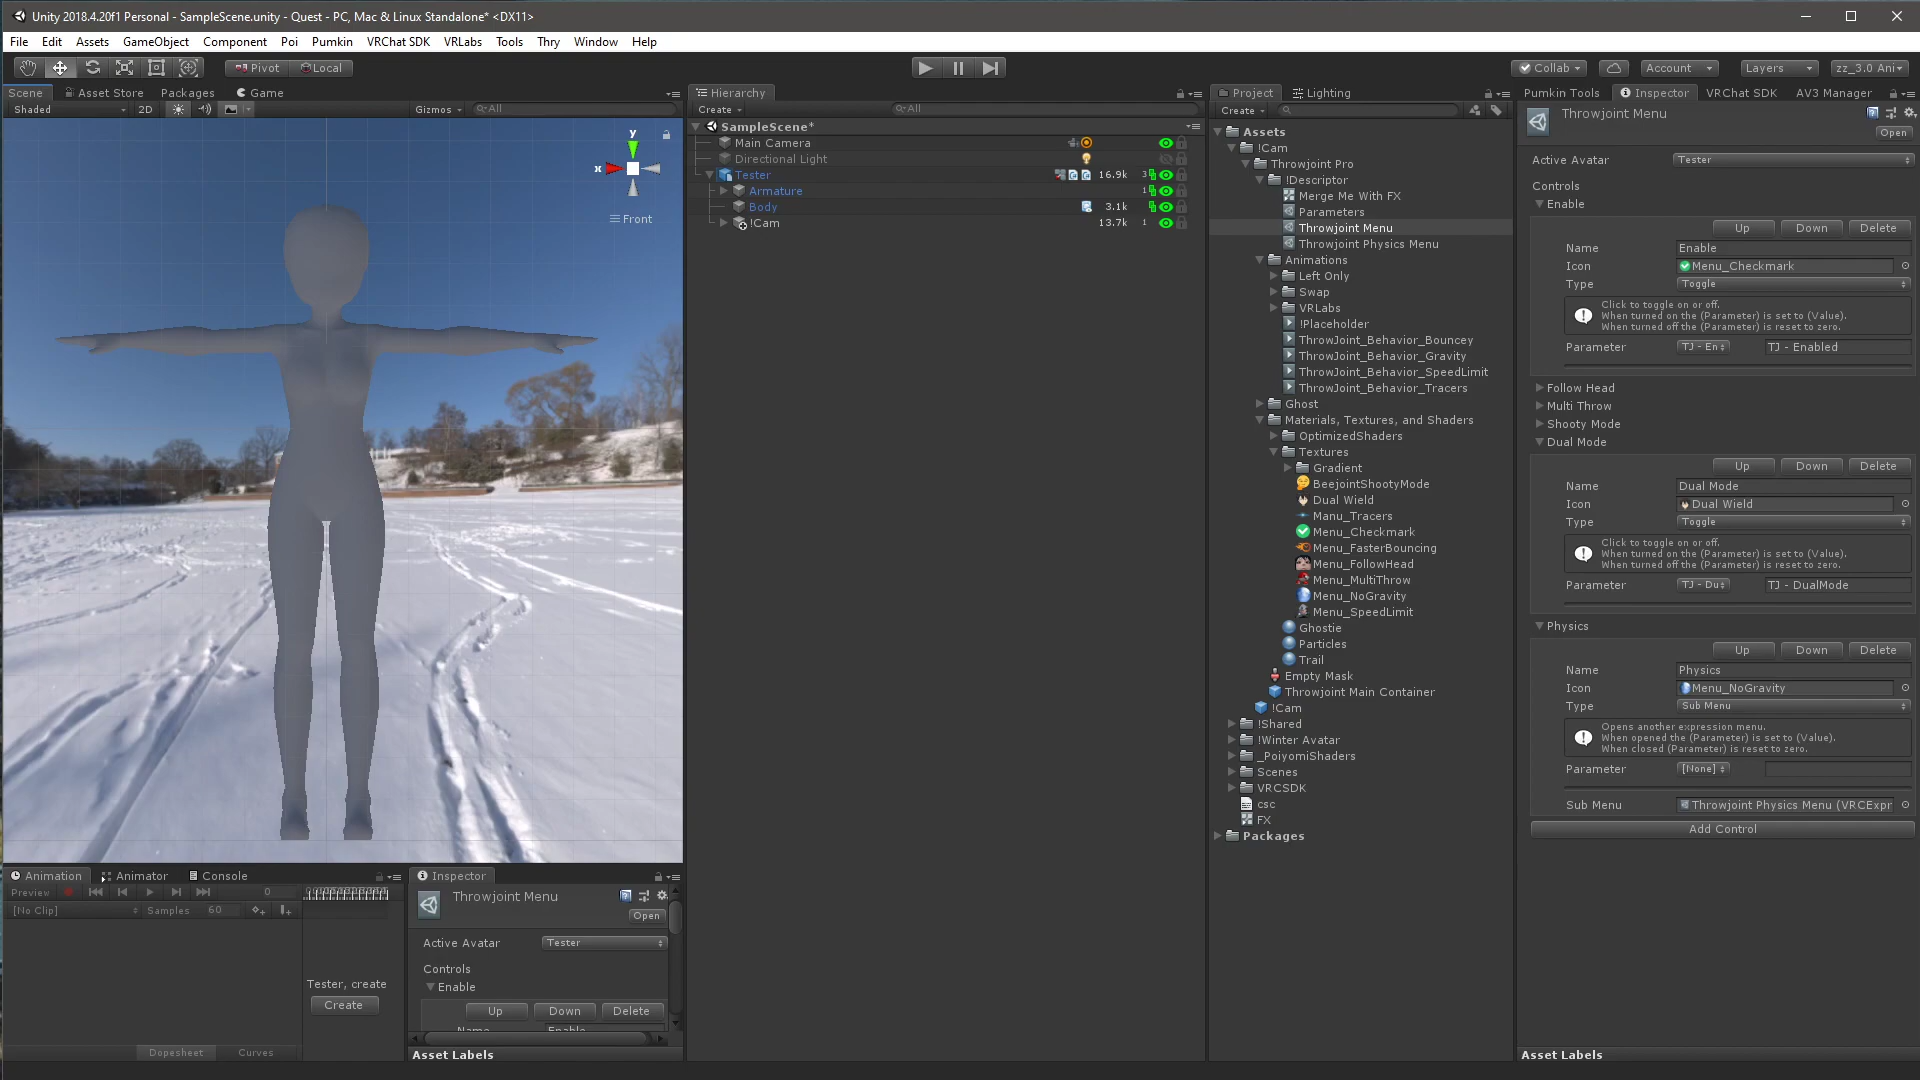 Unity 2018.4.20f1 Personal - SampleScene.unity - Quest - PC, Mac & Linux Standalone* <DX11>
File Edit Assets GameObject Component Poi Pumkin VRChat SDK VRLabs Tools Thry Window Help
Pivot Local Collab Account Layers zz_3.0 Ani
Scene Asset Store Packages Game
Shaded 2D Gizmos All
y
x
Front
Hierarchy
Create All
SampleScene*
Main Camera
Directional Light
Tester 16.9k 3
Armature 1
Body 3.1k
!Cam 13.7k 1
Project Lighting
Create
Assets
!Cam
Throwjoint Pro
!Descriptor
Merge Me With FX
Parameters
Throwjoint Menu
Throwjoint Physics Menu
Animations
Left Only
Swap
VRLabs
!Placeholder
ThrowJoint_Behavior_Bouncey
ThrowJoint_Behavior_Gravity
ThrowJoint_Behavior_SpeedLimit
ThrowJoint_Behavior_Tracers
Ghost
Materials, Textures, and Shaders
OptimizedShaders
Textures
Gradient
BeejointShootyMode
Dual Wield
Manu_Tracers
Menu_Checkmark
Menu_FasterBouncing
Menu_FollowHead
Menu_MultiThrow
Menu_NoGravity
Menu_SpeedLimit
Ghostie
Particles
Trail
Empty Mask
Throwjoint Main Container
!Cam
!Shared
!Winter Avatar
_PoiyomiShaders
Scenes
VRCSDK
csc
FX
Packages
Pumkin Tools Inspector VRChat SDK AV3 Manager
Throwjoint Menu
Open
Active Avatar Tester
Controls
Enable
Up Down Delete
Name Enable
Icon Menu_Checkmark
Type Toggle
Click to toggle on or off.
When turned on the (Parameter) is set to (Value).
When turned off the (Parameter) is reset to zero.
Parameter TJ - En TJ - Enabled
Follow Head
Multi Throw
Shooty Mode
Dual Mode
Up Down Delete
Name Dual Mode
Icon Dual Wield
Type Toggle
Click to toggle on or off.
When turned on the (Parameter) is set to (Value).
When turned off the (Parameter) is reset to zero.
Parameter TJ - Du TJ - DualMode
Physics
Up Down Delete
Name Physics
Icon Menu_NoGravity
Type Sub Menu
Opens another expression menu.
When opened the (Parameter) is set to (Value).
When closed (Parameter) is reset to zero.
Parameter [None]
Sub Menu Throwjoint Physics Menu (VRCExpr
Add Control
Asset Labels
Animation Animator Console
Preview 0
[No Clip] Samples 60
Tester, create
Create
Dopesheet Curves
Inspector
Throwjoint Menu
Open
Active Avatar Tester
Controls
Enable
Up Down Delete
Name Enable
Asset Labels